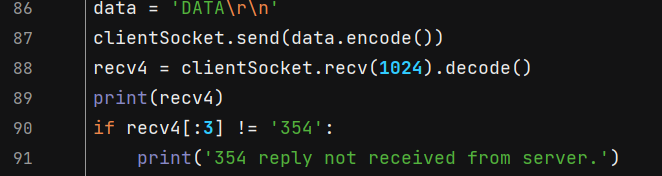 86 data = 'DATA\r\n'
87 clientSocket.send(data.encode())
88 recv4 = clientSocket.recv(1024).decode()
89 print(recv4)
90 if recv4[:3] != '354':
91     print('354 reply not received from server.')